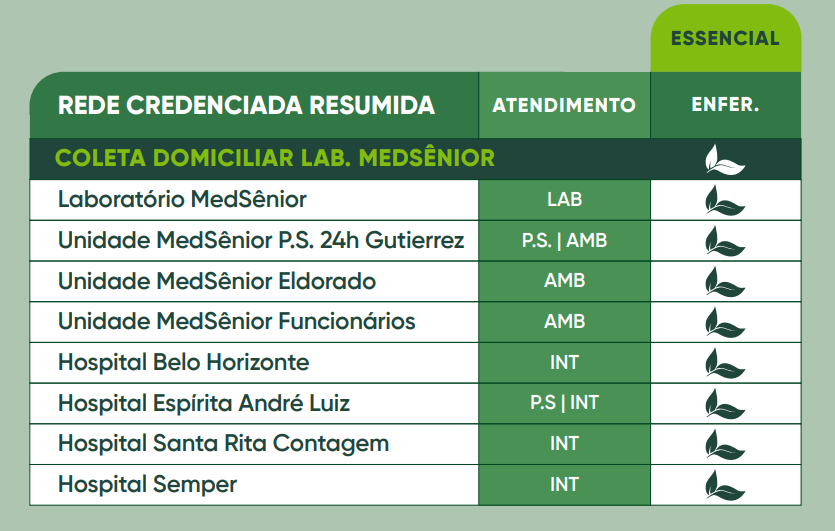 ESSENCIAL
REDE CREDENCIADA RESUMIDA ATENDIMENTO ENFER.
COLETA DOMICILIAR LAB. MEDSÊNIOR
Laboratório MedSênior LAB
Unidade MedSênior P.S. 24h Gutierrez P.S. | AMB
Unidade MedSênior Eldorado AMB
Unidade MedSênior Funcionários AMB
Hospital Belo Horizonte INT
Hospital Espírita André Luiz P.S | INT
Hospital Santa Rita Contagem INT
Hospital Semper INT